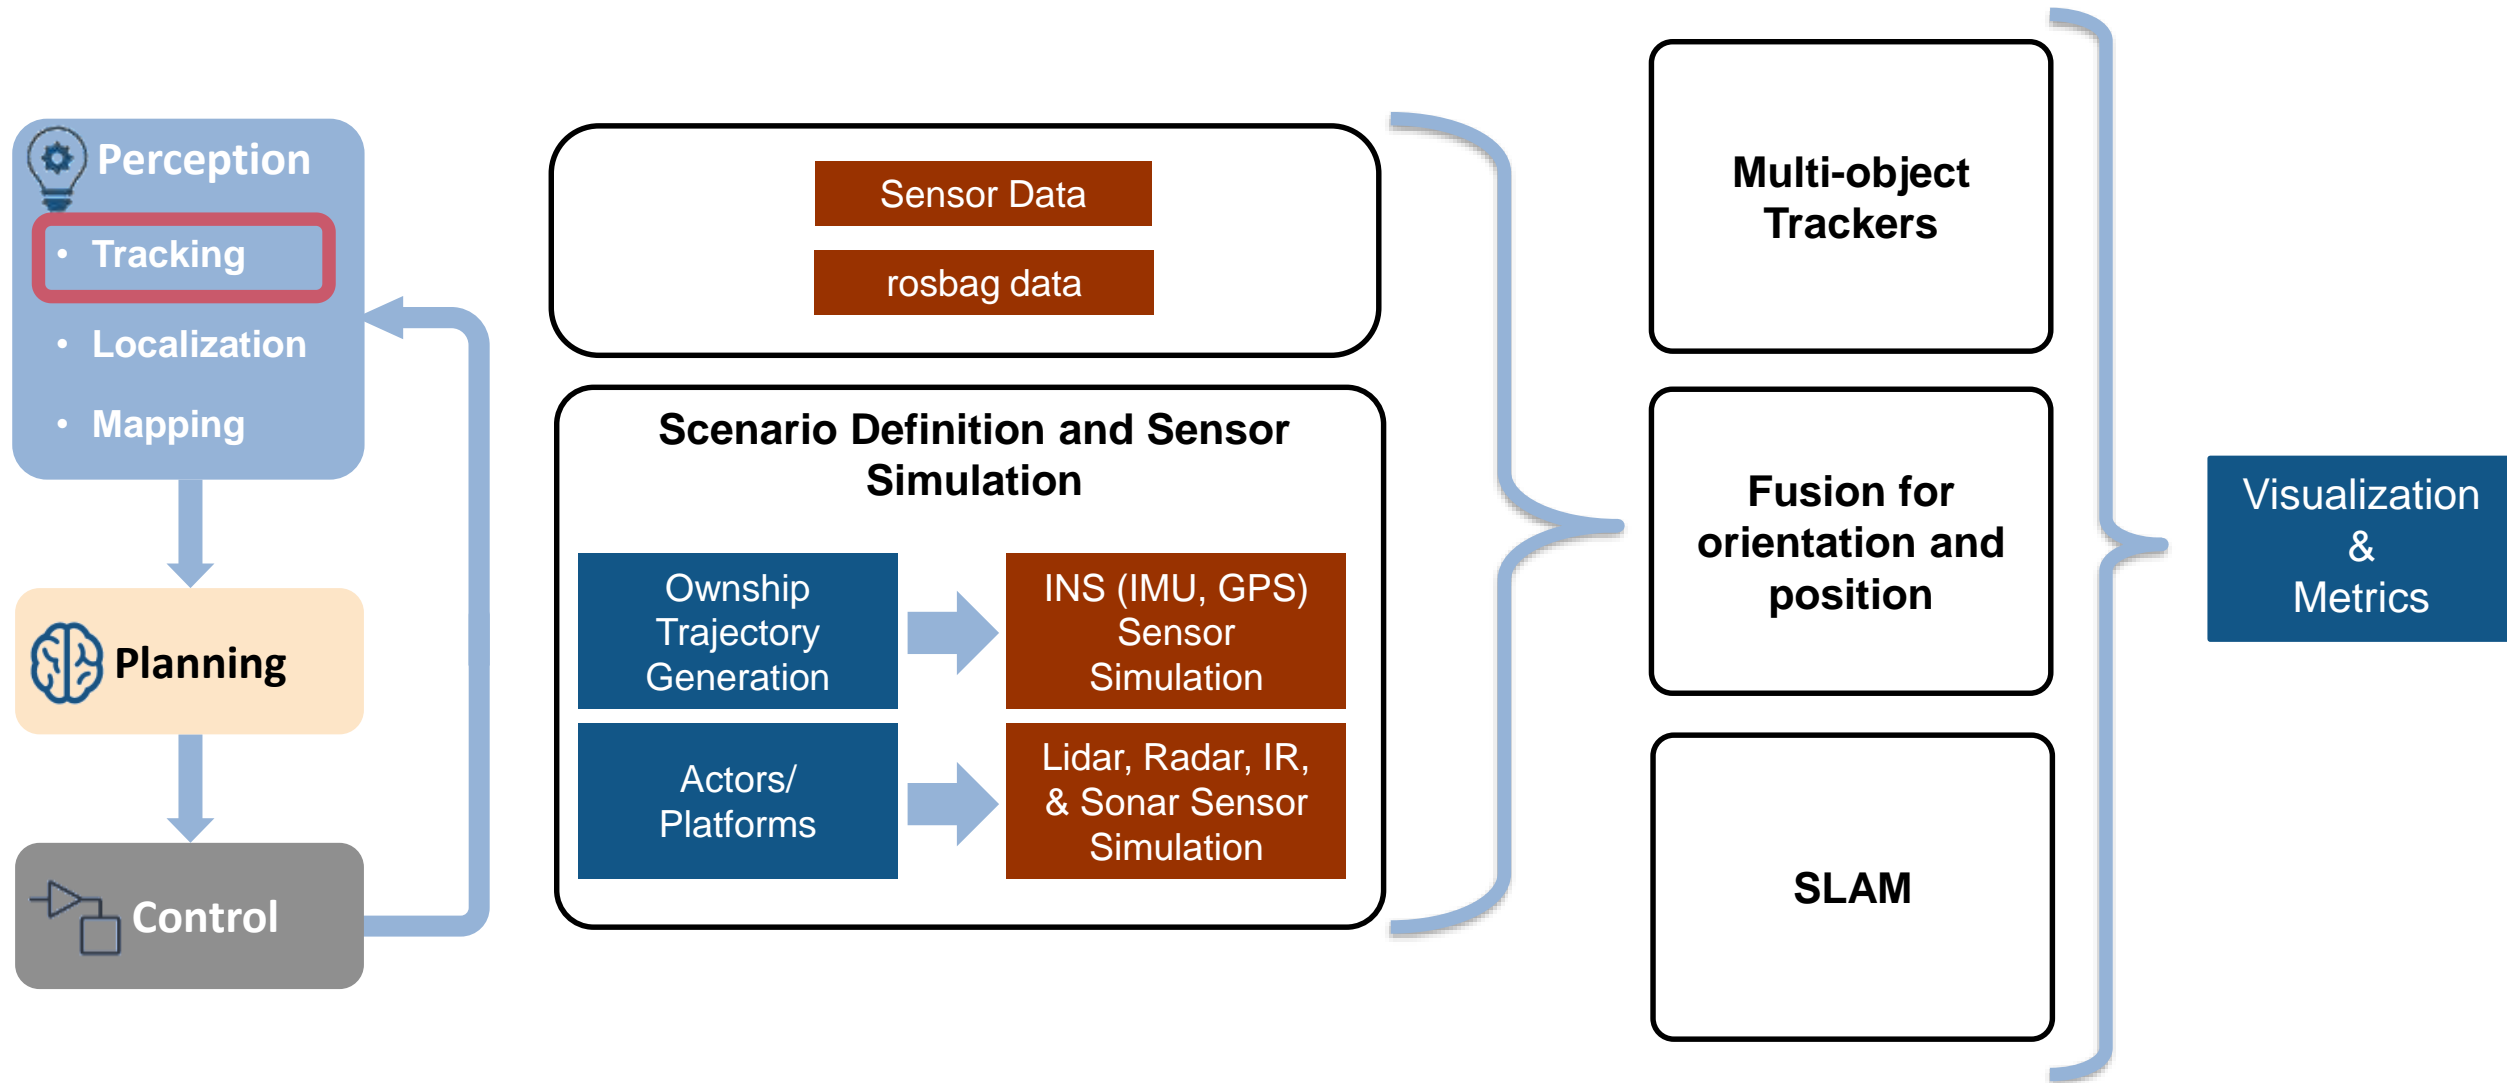 Perception
• Tracking
• Localization
• Mapping
Planning
Control
Sensor Data
rosbag data
Scenario Definition and Sensor
Simulation
Ownship
Trajectory
Generation
INS (IMU, GPS)
Sensor
Simulation
Actors/
Platforms
Lidar, Radar, IR,
& Sonar Sensor
Simulation
Multi-object
Trackers
Fusion for
orientation and
position
SLAM
Visualization
&
Metrics